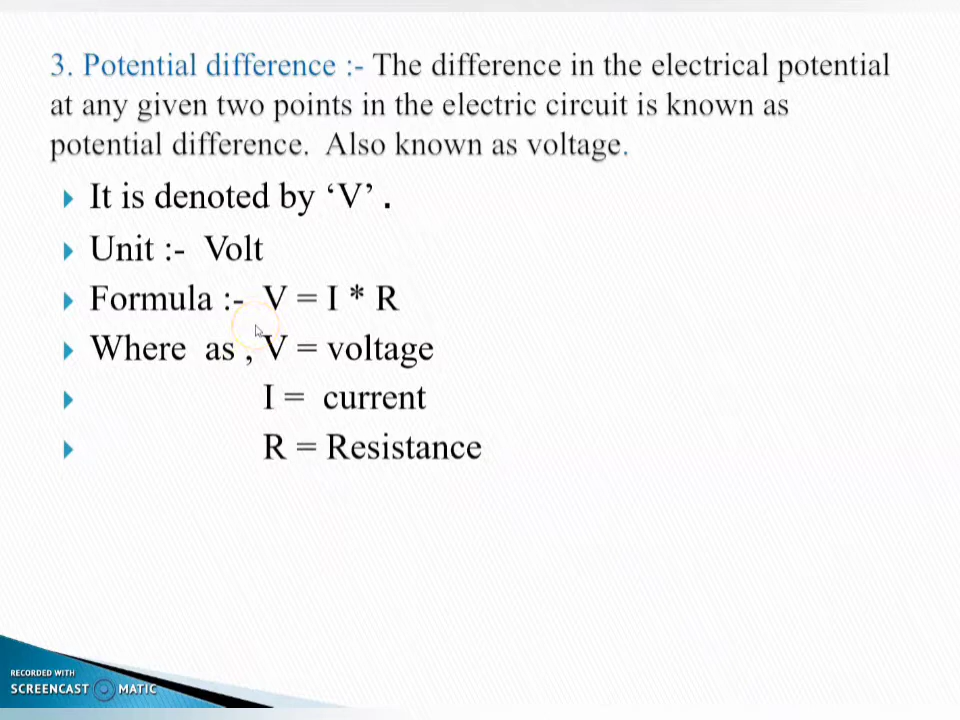 3. Potential difference :- The difference in the electrical potential
at any given two points in the electric circuit is known as
potential difference. Also known as voltage.
It is denoted by ‘V’ .
Unit :- Volt
Formula :- V = I * R
Where as , V = voltage
I = current
R = Resistance
RECORDED WITH
SCREENCAST MATIC